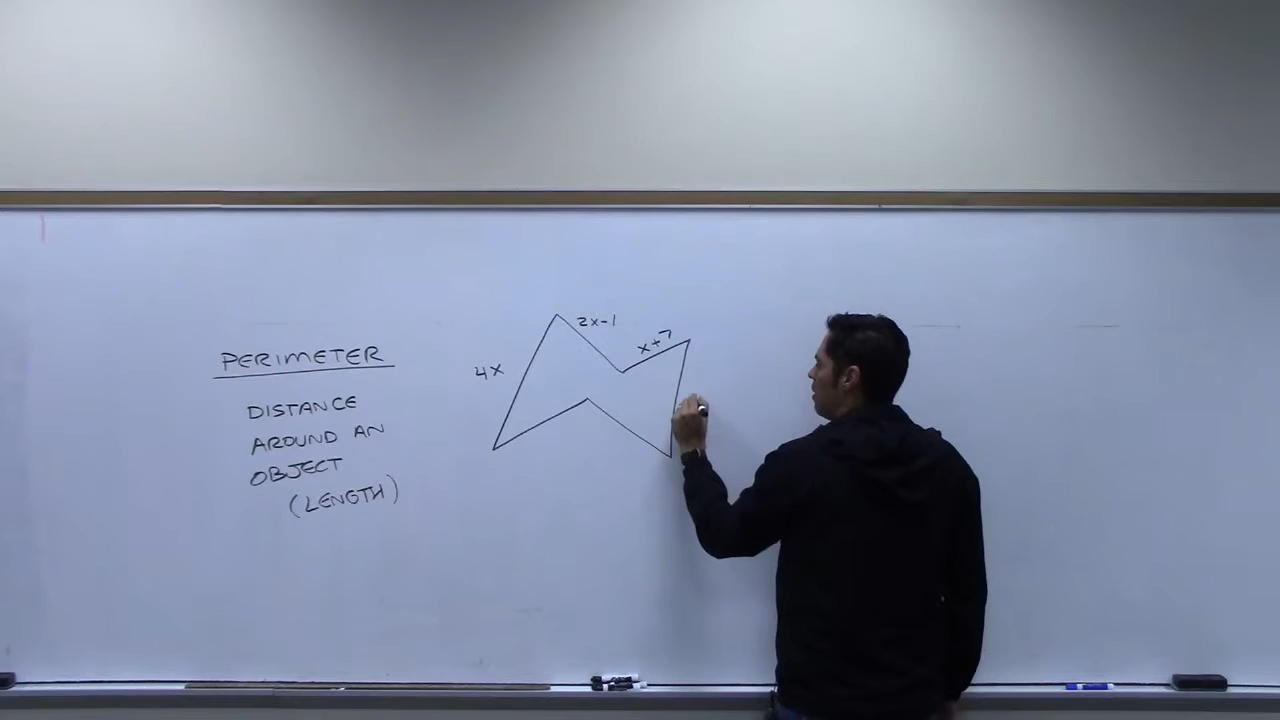 PERIMETER
DISTANCE
AROUND AN
OBJECT
(LENGTH)
4x
2x-1
x+7